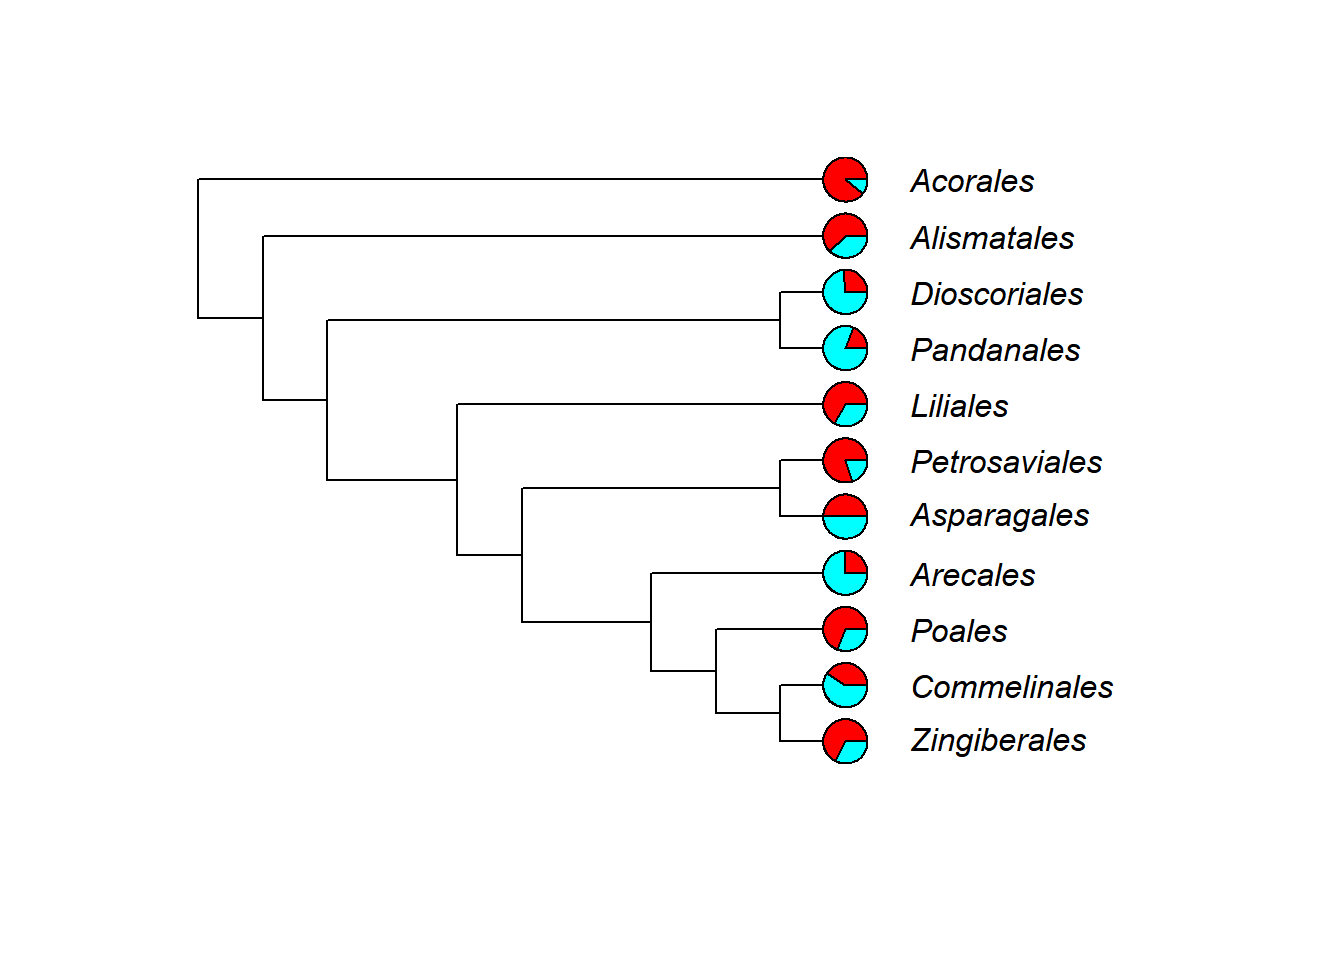 Acorales
Alismatales
Dioscoriales
Pandanales
Liliales
Petrosaviales
Asparagales
Arecales
Poales
Commelinales
Zingiberales